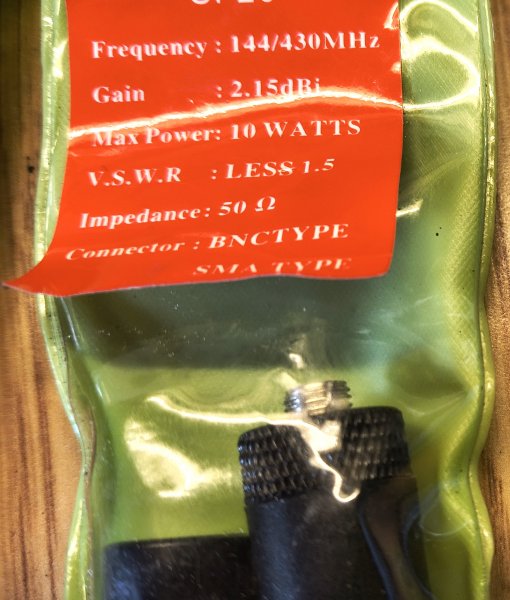 Frequency : 144/430MHz
Gain : 2.15dBi
Max Power: 10 WATTS
V.S.W.R : LESS 1.5
Impedance: 50 Ω
Connector : BNCTYPE
SMA TYPE